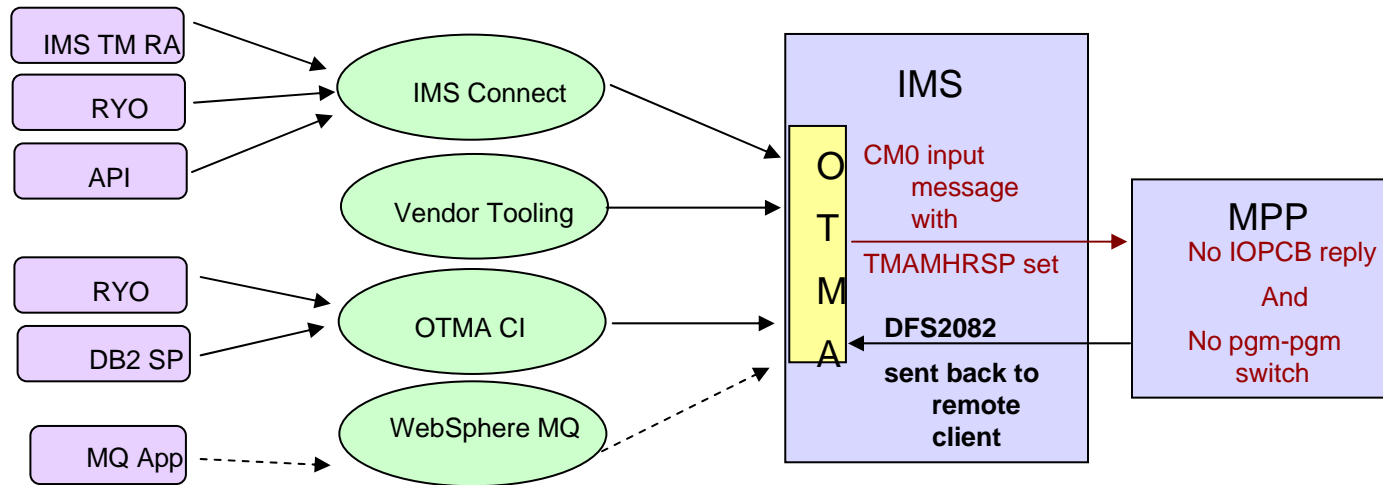 IMS TM RA
RYO
API
RYO
DB2 SP
MQ App
IMS Connect
Vendor Tooling
OTMA CI
WebSphere MQ
IMS
O
T
M
A
CM0 input
message
with
TMAMHRSP set
DFS2082
sent back to
remote
client
MPP
No IOPCB reply
And
No pgm-pgm
switch